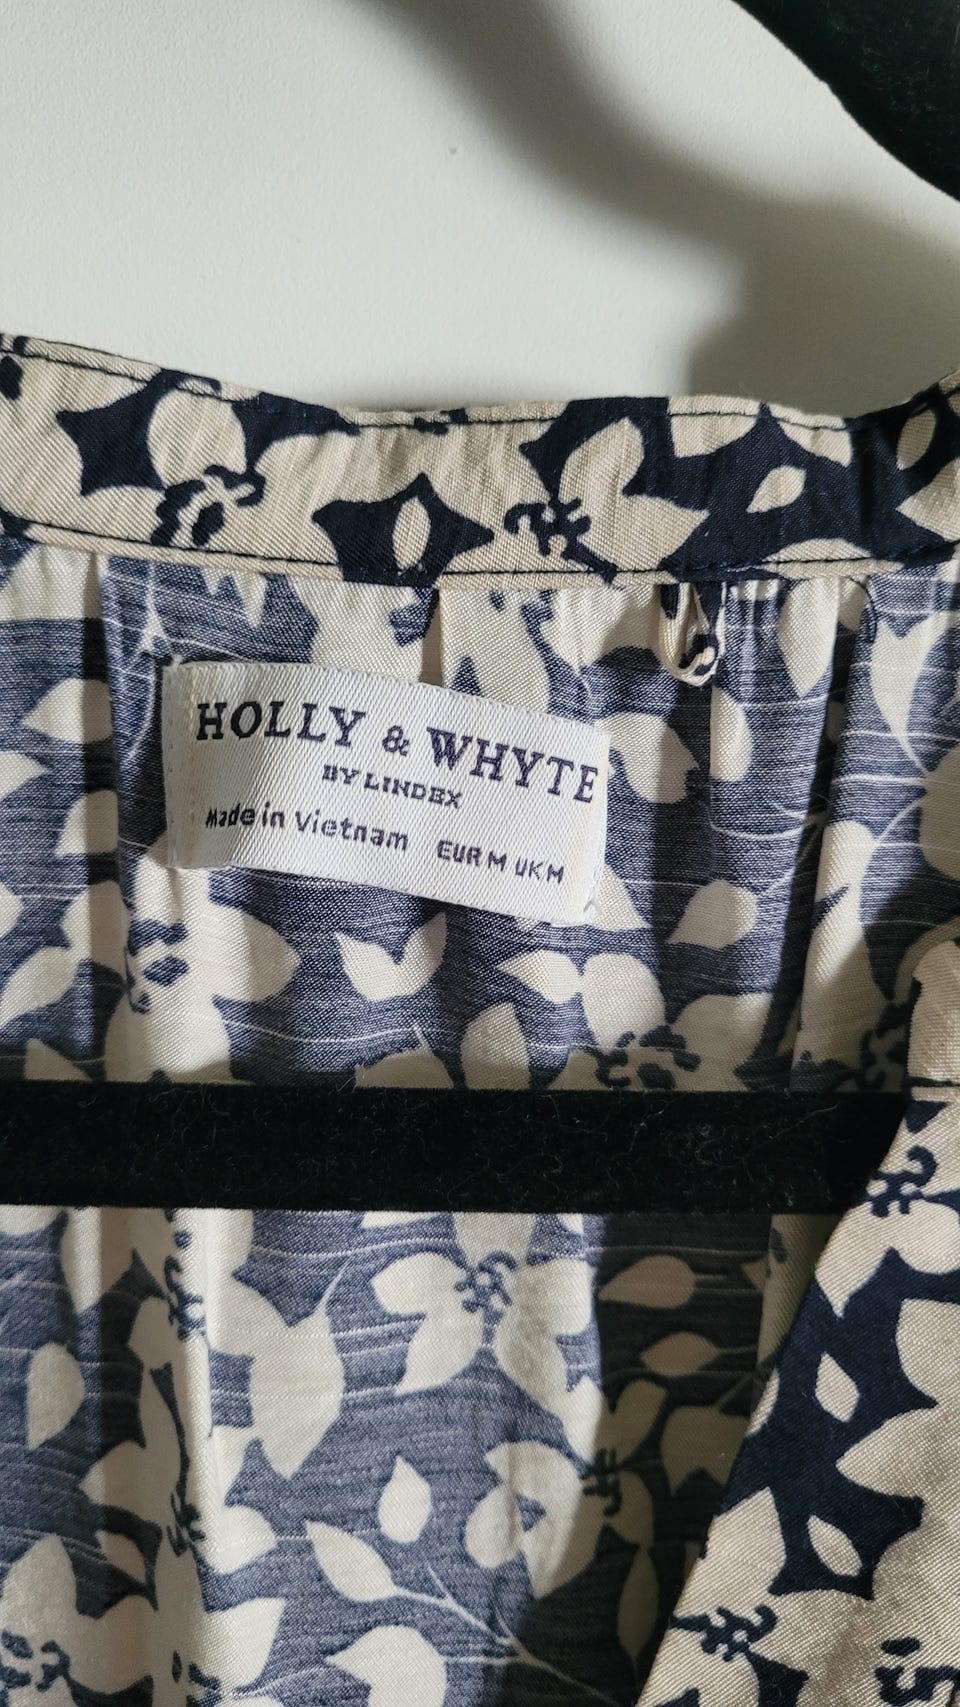 HOLLY & WHYTE
BY LINDEX
Made in Vietnam EUR M UK M